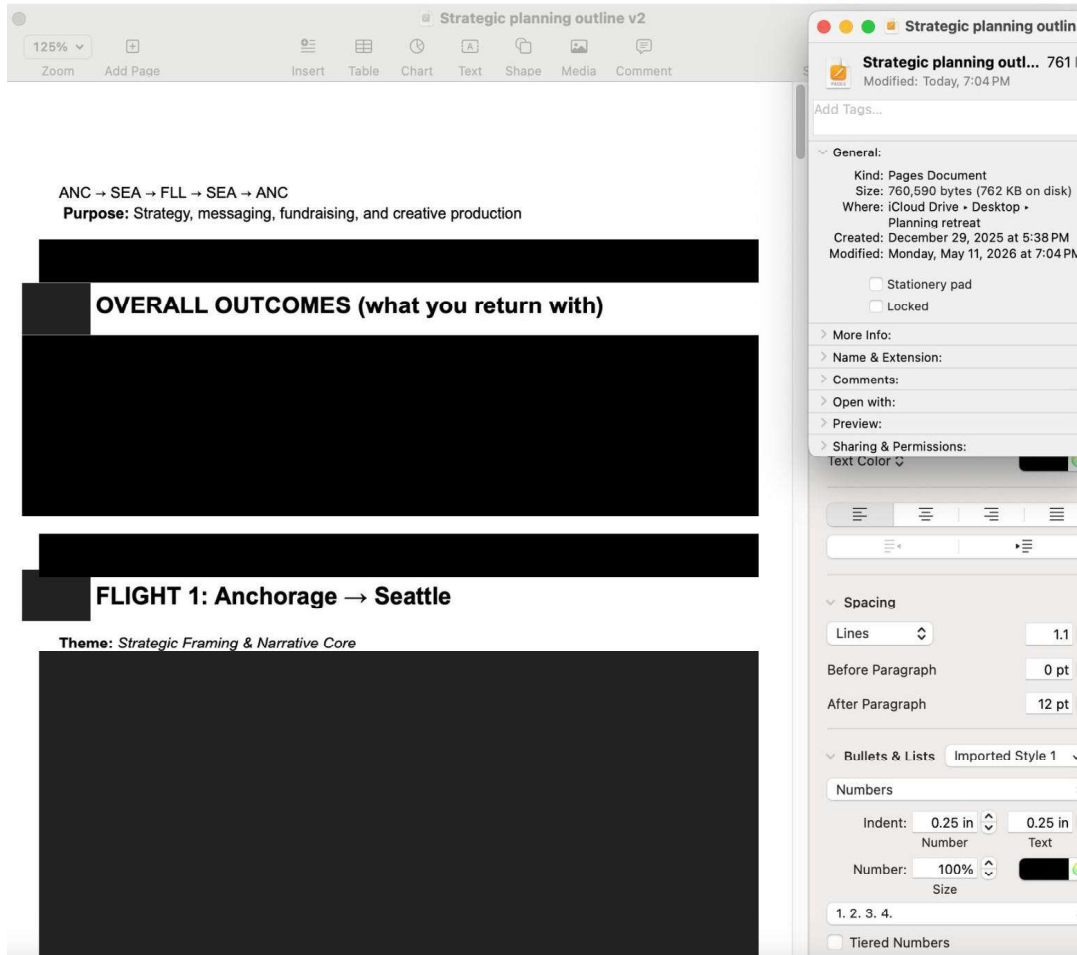 Strategic planning outline v2
125%
Zoom
Add Page
Insert
Table
Chart
Text
Shape
Media
Comment
ANC → SEA → FLL → SEA → ANC
Purpose: Strategy, messaging, fundraising, and creative production
OVERALL OUTCOMES (what you return with)
FLIGHT 1: Anchorage → Seattle
Theme: Strategic Framing & Narrative Core
Strategic planning outlin
PAGES
Strategic planning outl... 761
Modified: Today, 7:04 PM
Add Tags...
General:
Kind: Pages Document
Size: 760,590 bytes (762 KB on disk)
Where: iCloud Drive ▸ Desktop ▸
Planning retreat
Created: December 29, 2025 at 5:38 PM
Modified: Monday, May 11, 2026 at 7:04 PM
Stationery pad
Locked
More Info:
Name & Extension:
Comments:
Open with:
Preview:
Sharing & Permissions:
Text Color
Spacing
Lines 1.1
Before Paragraph 0 pt
After Paragraph 12 pt
Bullets & Lists Imported Style 1
Numbers
Indent: 0.25 in 0.25 in
Number Text
Number: 100%
Size
1. 2. 3. 4.
Tiered Numbers